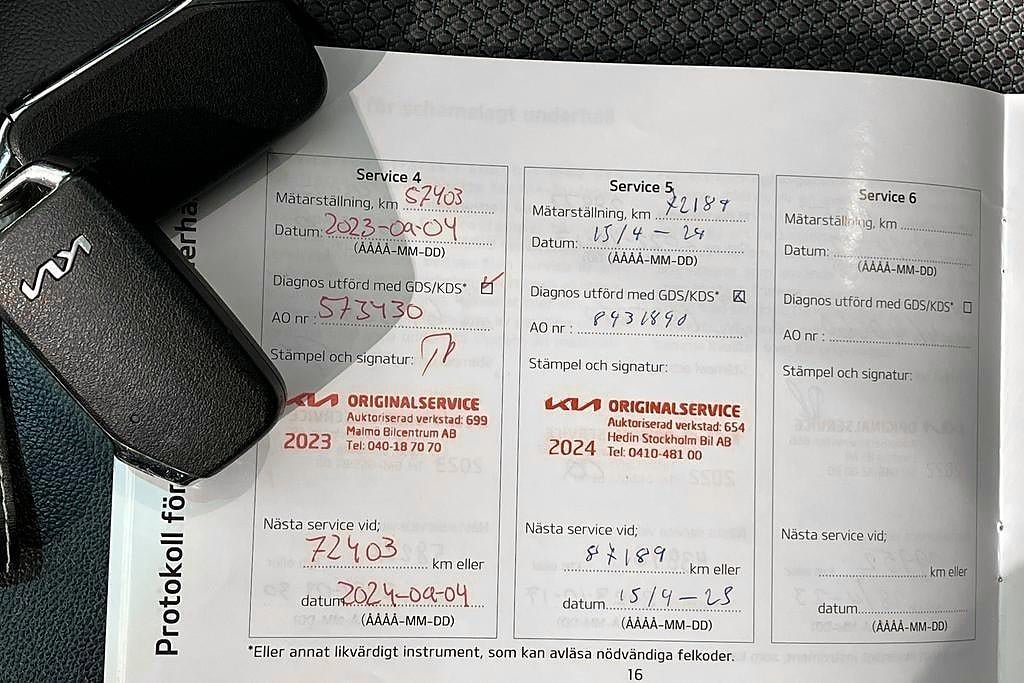 KIA
Protokoll för
erha
Service 4
Mätarställning, km 57403
Datum: 2023-09-04
(ÅÅÅÅ-MM-DD)
Diagnos utförd med GDS/KDS*
AO nr : 573430
Stämpel och signatur:
KIA ORIGINALSERVICE
Auktoriserad verkstad: 699
2023 Malmo Bilcentrum AB
Tel: 040-18 70 70
Nästa service vid;
72403 km eller
datum 2024-09-04
(ÅÅÅÅ-MM-DD)
Service 5
Mätarställning, km 72189
Datum: 15/4 - 24
(ÅÅÅÅ-MM-DD)
Diagnos utförd med GDS/KDS*
AO nr : 8931890
Stämpel och signatur:
KIA ORIGINALSERVICE
Auktoriserad verkstad: 654
2024 Hedin Stockholm Bil AB
Tel: 0410-481 00
Nästa service vid;
87189 km eller
datum 15/4 - 25
(ÅÅÅÅ-MM-DD)
Service 6
Mätarställning, km
Datum:
(ÅÅÅÅ-MM-DD)
Diagnos utförd med GDS/KDS*
AO nr :
Stämpel och signatur:
Nästa service vid;
km eller
datum
(ÅÅÅÅ-MM-DD)
*Eller annat likvärdigt instrument, som kan avläsa nödvändiga felkoder.
16